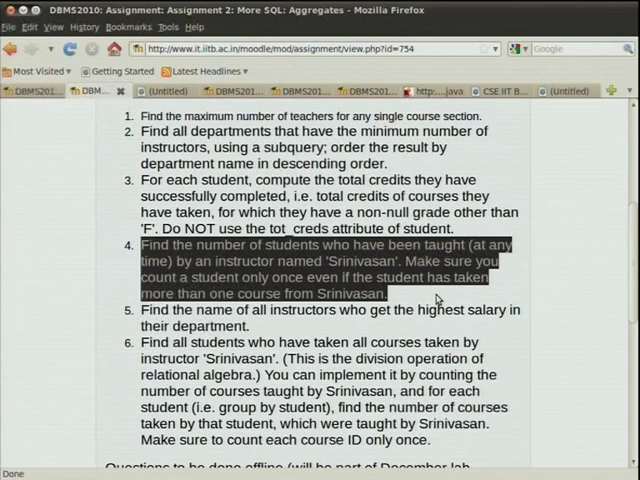 DBMS2010: Assignment: Assignment 2: More SQL: Aggregates - Mozilla Firefox
File Edit View History Bookmarks Tools Help
http://www.it.iitb.ac.in/moodle/mod/assignment/view.php?id=754
Google
Most Visited Getting Started Latest Headlines
DBMS201... DBM... (Untitled) DBMS201... DBMS201... DBMS201... http:...java CSE IIT B... (Untitled)
1. Find the maximum number of teachers for any single course section.
2. Find all departments that have the minimum number of
instructors, using a subquery; order the result by
department name in descending order.
3. For each student, compute the total credits they have
successfully completed, i.e. total credits of courses they
have taken, for which they have a non-null grade other than
'F'. Do NOT use the tot_creds attribute of student.
4. Find the number of students who have been taught (at any
time) by an instructor named 'Srinivasan'. Make sure you
count a student only once even if the student has taken
more than one course from Srinivasan.
5. Find the name of all instructors who get the highest salary in
their department.
6. Find all students who have taken all courses taken by
instructor 'Srinivasan'. (This is the division operation of
relational algebra.) You can implement it by counting the
number of courses taught by Srinivasan, and for each
student (i.e. group by student), find the number of courses
taken by that student, which were taught by Srinivasan.
Make sure to count each course ID only once.
Questions to be done offline (will be part of December lab
Done